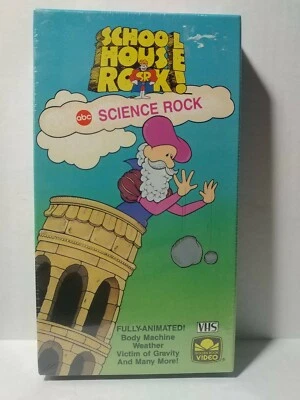 SCHOOL
HOUSE
ROCK!
SR
abc SCIENCE ROCK
FULLY-ANIMATED!
Body Machine
Weather
Victim of Gravity
And Many More!
VHS
VIDEO